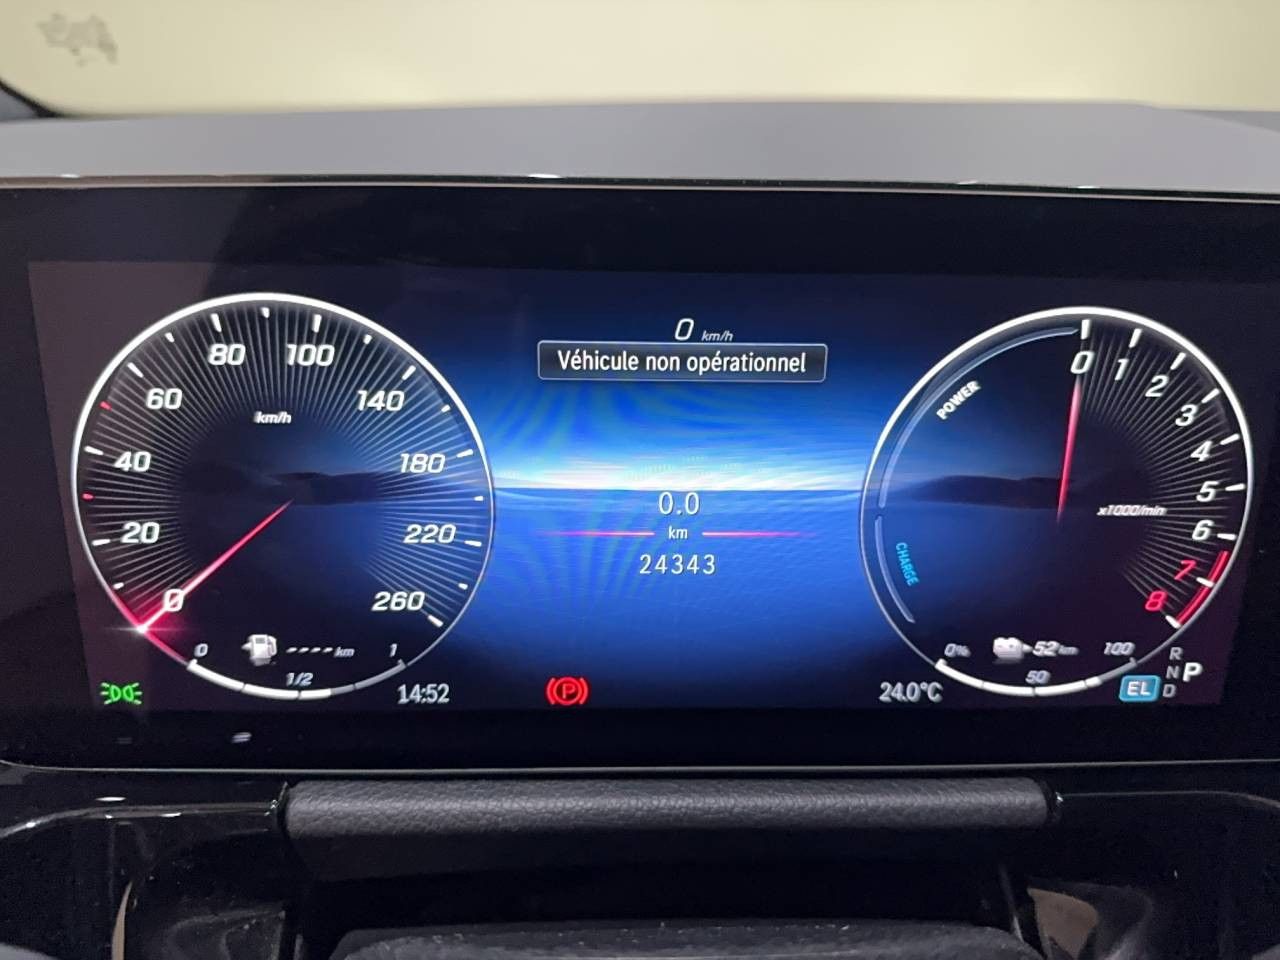 0 km/h
Véhicule non opérationnel
0 20 40 60 80 100 140 180 220 260
km/h
0 1/2 1
---- km
14:52
0.0
km
24343
POWER
CHARGE
0 1 2 3 4 5 6 7 8
x1000/min
0% 50 100
52 km
24.0°C
P
EL
R
N
D
P